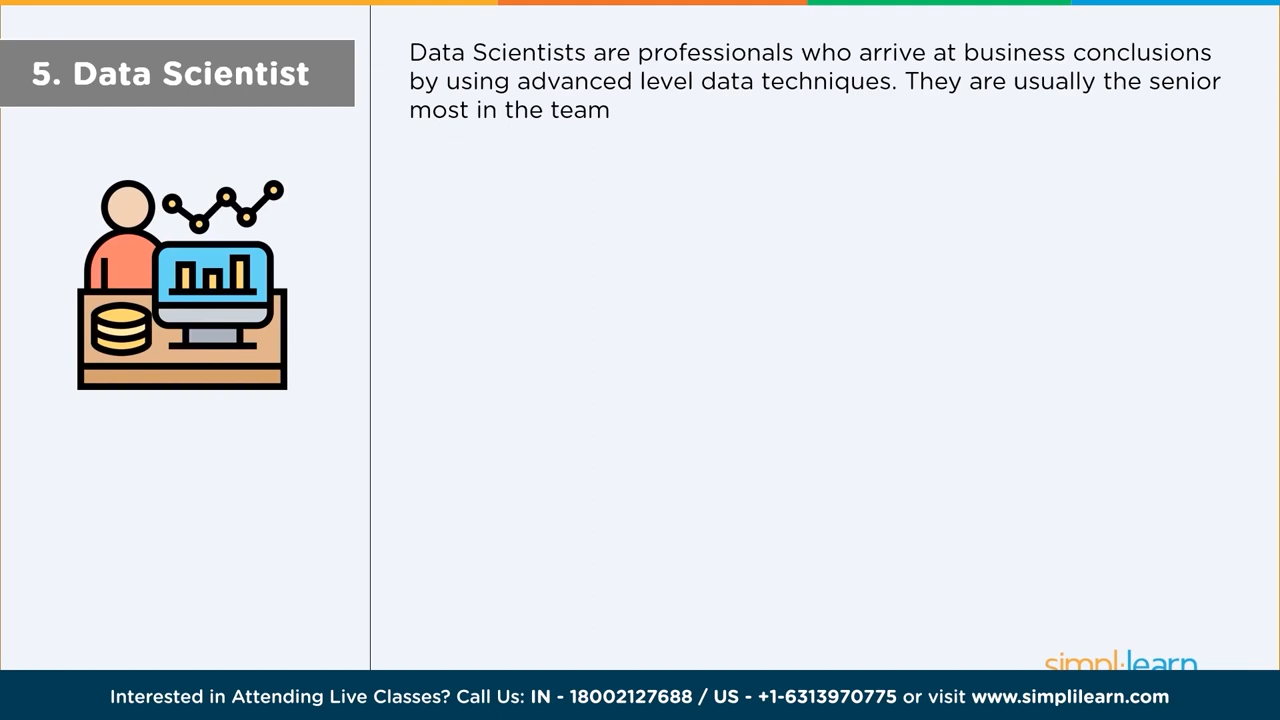 5. Data Scientist
Data Scientists are professionals who arrive at business conclusions
by using advanced level data techniques. They are usually the senior
most in the team
simpl·learn
Interested in Attending Live Classes? Call Us: IN - 18002127688 / US - +1-6313970775 or visit www.simplilearn.com